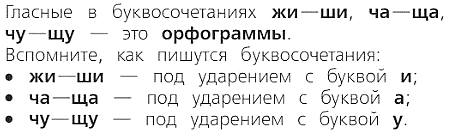 Гласные в буквосочетаниях жи—ши, ча—ща,
чу—щу — это орфограммы.
Вспомните, как пишутся буквосочетания:
• жи—ши — под ударением с буквой и;
• ча—ща — под ударением с буквой а;
• чу—щу — под ударением с буквой у.